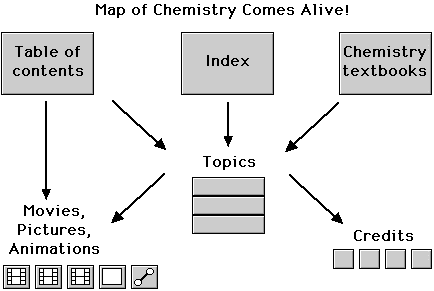 Map of Chemistry Comes Alive!
Table of
contents
Index
Chemistry
textbooks
Topics
Movies,
Pictures,
Animations
Credits